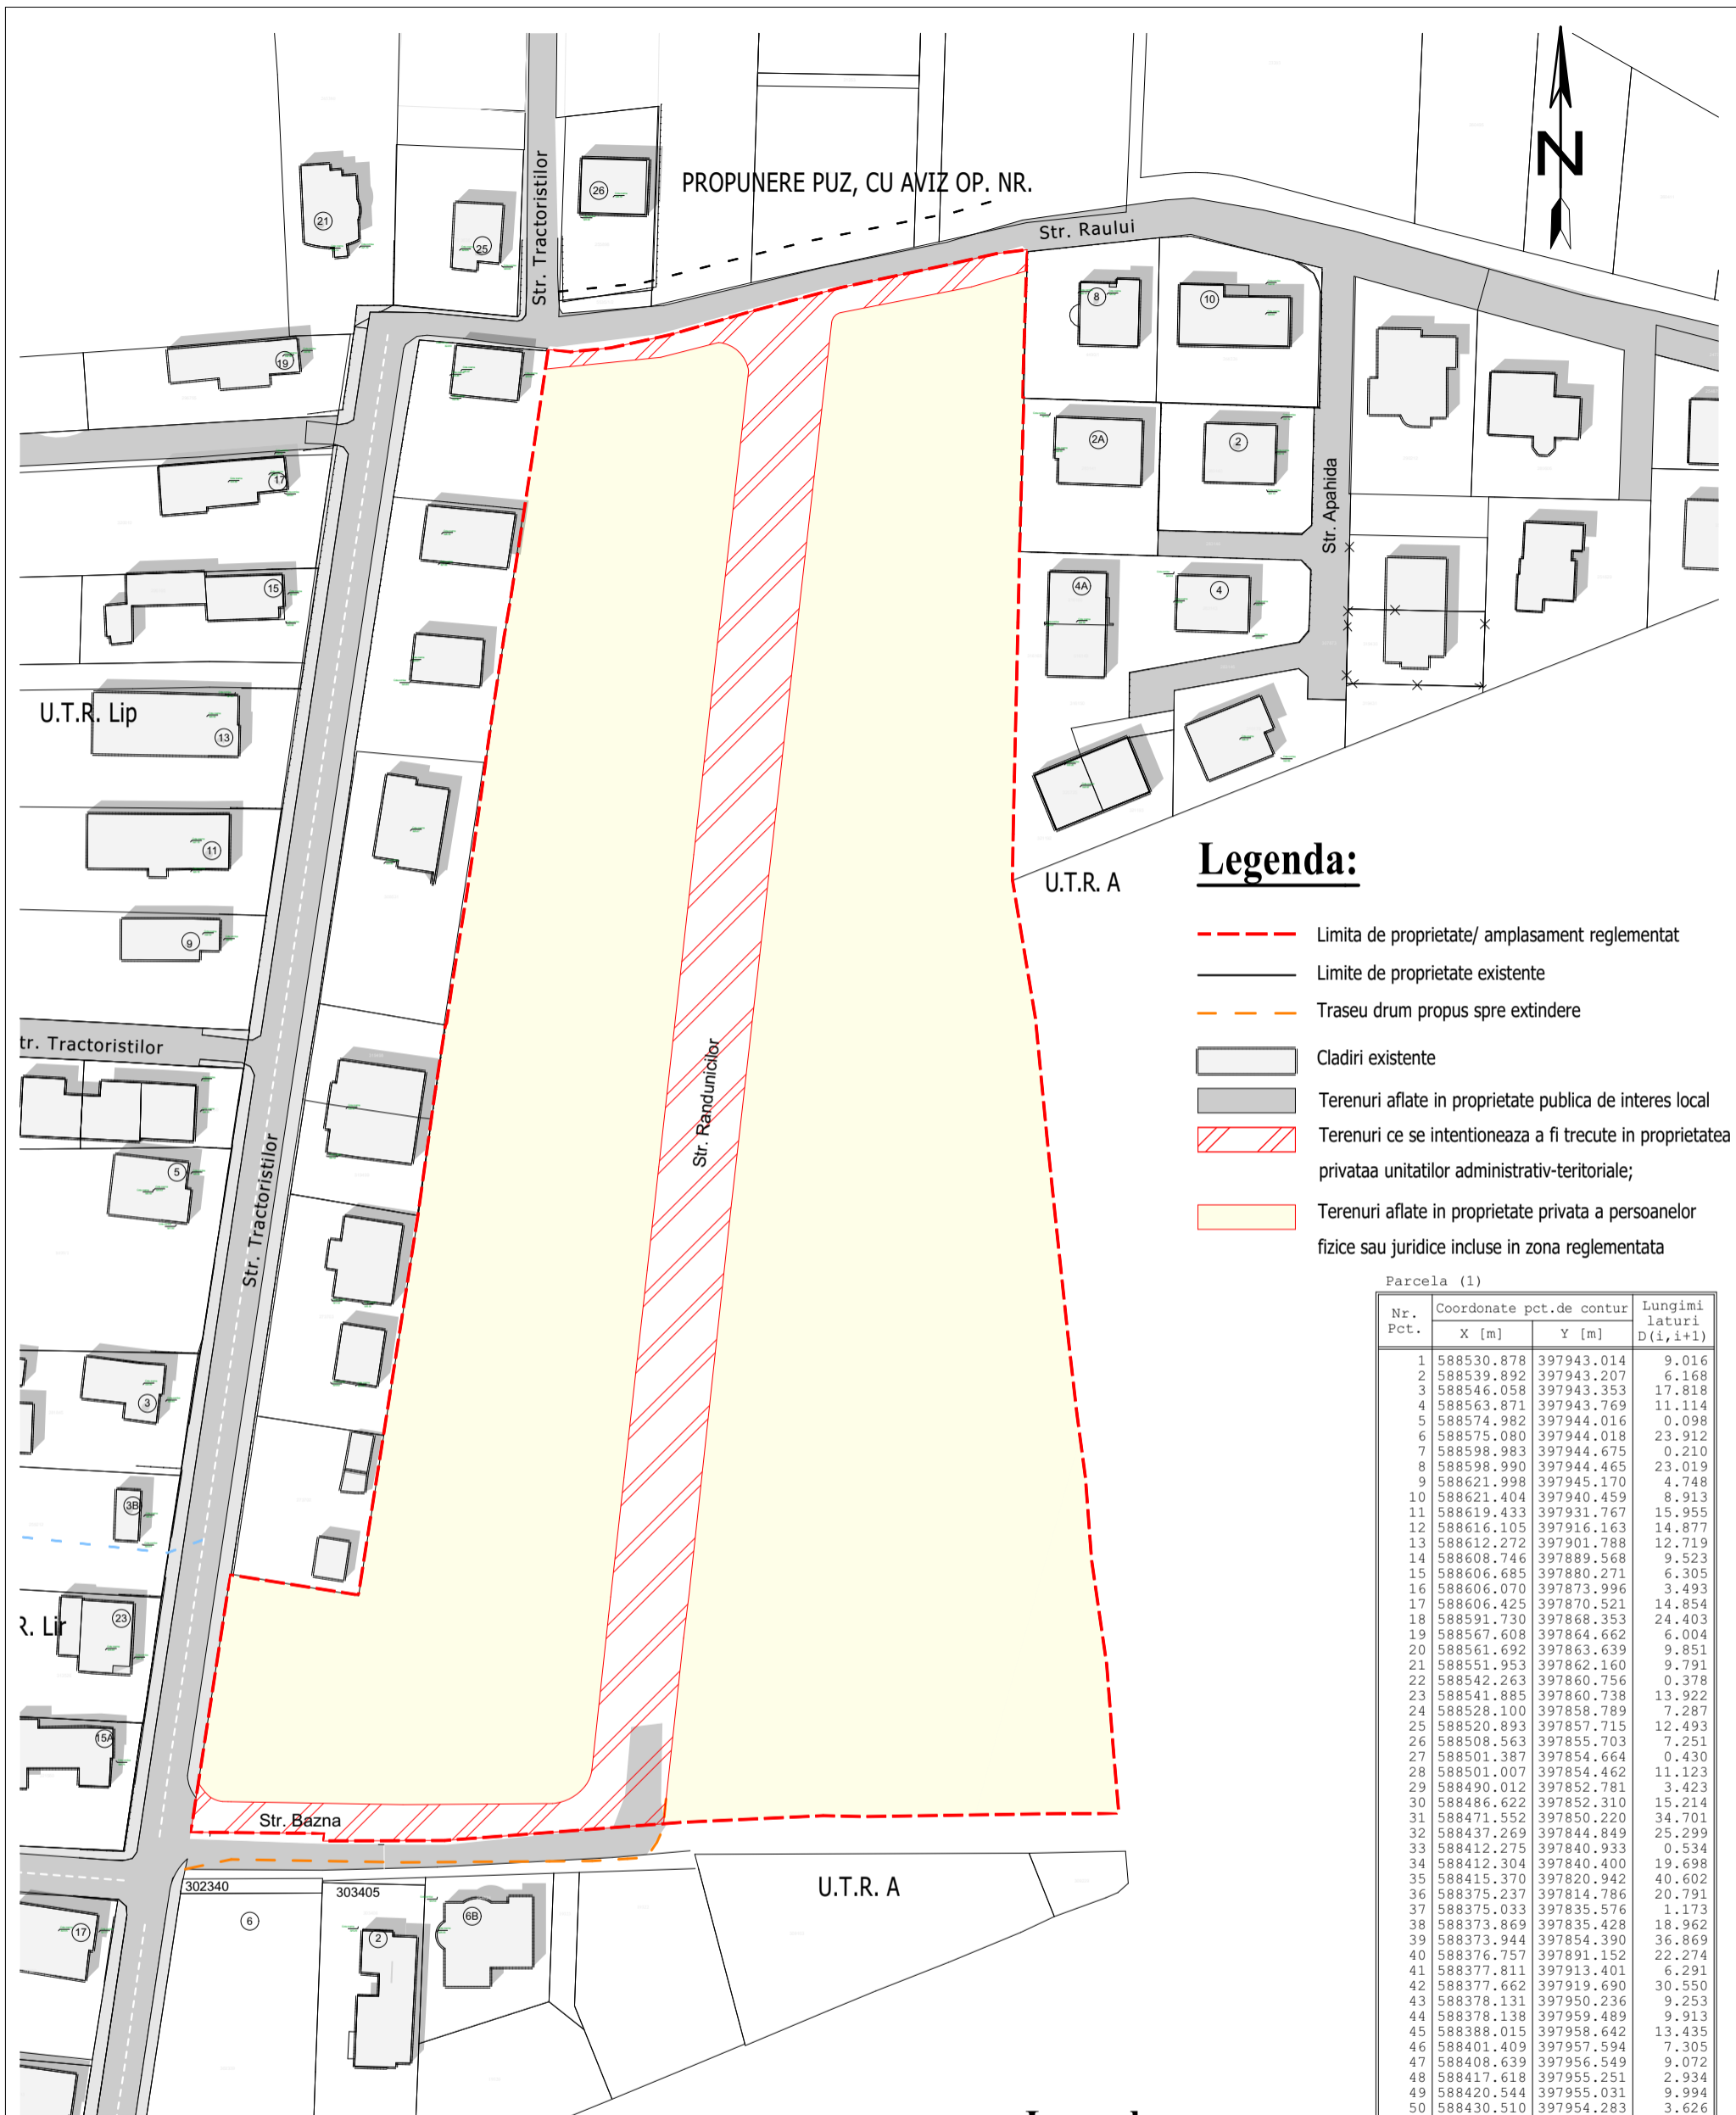 N
PROPUNERE PUZ, CU AVIZ OP. NR.
Str. Tractoristilor
Str. Raului
21
25
26
8
10
19
17
2A
2
Str. Apahida
15
4A
4
U.T.R. Lip
13
11
9
U.T.R. A
tr. Tractoristilor
Str. Randunicilor
5
Str. Tractoristilor
3
3B
23
R. Lir
15A
Str. Bazna
302340
303405
6
2
6B
17
U.T.R. A
Legenda:
Limita de proprietate/ amplasament reglementat
Limite de proprietate existente
Traseu drum propus spre extindere
Cladiri existente
Terenuri aflate in proprietate publica de interes local
Terenuri ce se intentioneaza a fi trecute in proprietatea
privataa unitatilor administrativ-teritoriale;
Terenuri aflate in proprietate privata a persoanelor
fizice sau juridice incluse in zona reglementata
Parcela (1)
Nr. Pct. Coordonate pct.de contur Lungimi laturi D(i,i+1)
X [m] Y [m]
1 588530.878 397943.014 9.016
2 588539.892 397943.207 6.168
3 588546.058 397943.353 17.818
4 588563.871 397943.769 11.114
5 588574.982 397944.016 0.098
6 588575.080 397944.018 23.912
7 588598.983 397944.675 0.210
8 588598.990 397944.465 23.019
9 588621.998 397945.170 4.748
10 588621.404 397940.459 8.913
11 588619.433 397931.767 15.955
12 588616.105 397916.163 14.877
13 588612.272 397901.788 12.719
14 588608.746 397889.568 9.523
15 588606.685 397880.271 6.305
16 588606.070 397873.996 3.493
17 588606.425 397870.521 14.854
18 588591.730 397868.353 24.403
19 588567.608 397864.662 6.004
20 588561.692 397863.639 9.851
21 588551.953 397862.160 9.791
22 588542.263 397860.756 0.378
23 588541.885 397860.738 13.922
24 588528.100 397858.789 7.287
25 588520.893 397857.715 12.493
26 588508.563 397855.703 7.251
27 588501.387 397854.664 0.430
28 588501.007 397854.462 11.123
29 588490.012 397852.781 3.423
30 588486.622 397852.310 15.214
31 588471.552 397850.220 34.701
32 588437.269 397844.849 25.299
33 588412.275 397840.933 0.534
34 588412.304 397840.400 19.698
35 588415.370 397820.942 40.602
36 588375.237 397814.786 20.791
37 588375.033 397835.576 1.173
38 588373.869 397835.428 18.962
39 588373.944 397854.390 36.869
40 588376.757 397891.152 22.274
41 588377.811 397913.401 6.291
42 588377.662 397919.690 30.550
43 588378.131 397950.236 9.253
44 588378.138 397959.489 9.913
45 588388.015 397958.642 13.435
46 588401.409 397957.594 7.305
47 588408.639 397956.549 9.072
48 588417.618 397955.251 2.934
49 588420.544 397955.031 9.994
50 588430.510 397954.283 3.626